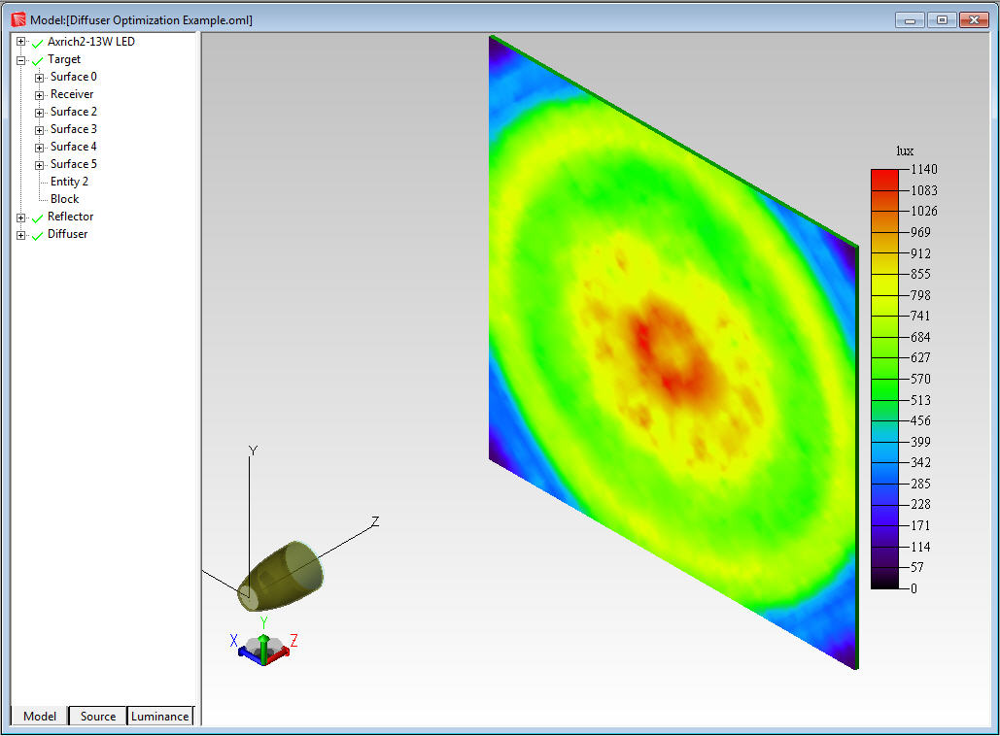 Model:[Diffuser Optimization Example.oml]
Axrich2-13W LED
Target
Surface 0
Receiver
Surface 2
Surface 3
Surface 4
Surface 5
Entity 2
Block
Reflector
Diffuser
lux
1140
1083
1026
969
912
855
798
741
684
627
570
513
456
399
342
285
228
171
114
57
0
Y
Z
Y
X
Z
Model
Source
Luminance